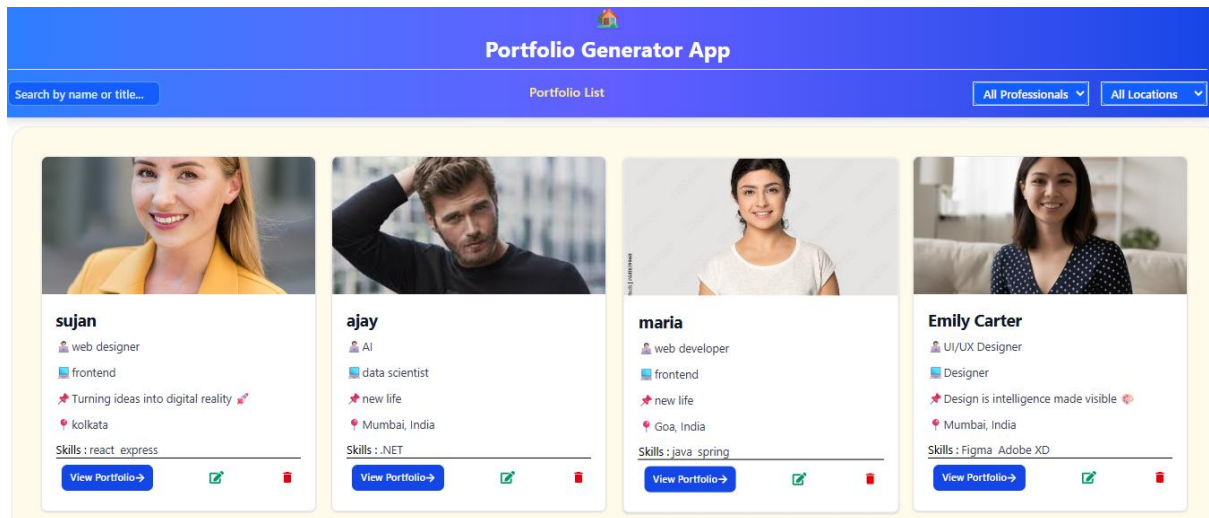 Portfolio Generator App
Search by name or title...
Portfolio List
All Professionals
All Locations
sujan
web designer
frontend
Turning ideas into digital reality 🚀
kolkata
Skills : react express
View Portfolio→
ajay
AI
data scientist
new life
Mumbai, India
Skills : .NET
View Portfolio→
maria
web developer
frontend
new life
Goa, India
Skills : java spring
View Portfolio→
Emily Carter
UI/UX Designer
Designer
Design is intelligence made visible 🧠
Mumbai, India
Skills : Figma Adobe XD
View Portfolio→